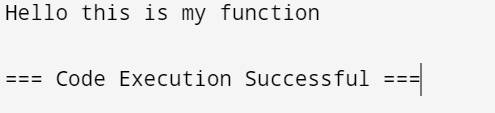 Hello this is my function
=== Code Execution Successful ===